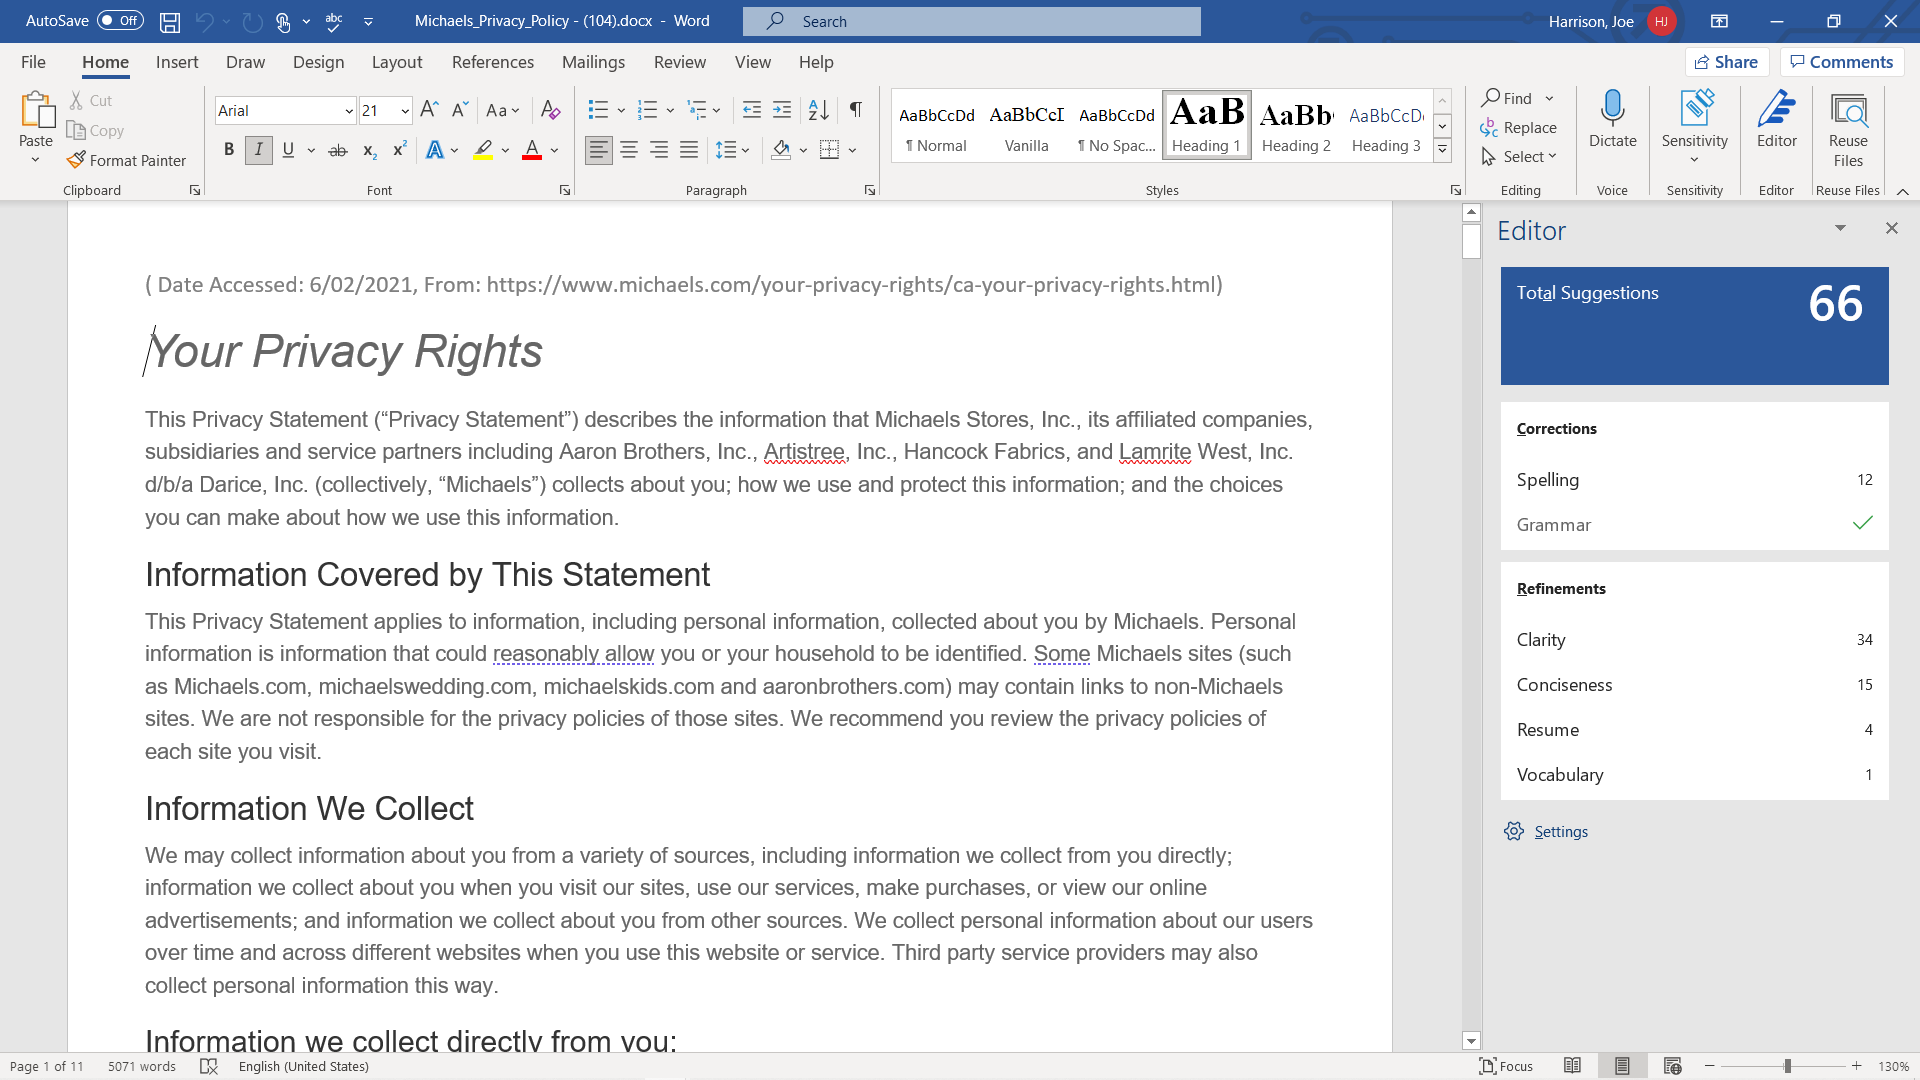 AutoSave Off Michaels_Privacy_Policy - (104).docx - Word Search Harrison, Joe HJ
File Home Insert Draw Design Layout References Mailings Review View Help Share Comments
Paste Cut Copy Format Painter Clipboard
Arial 21 Font
Paragraph
AaBbCcDd ¶ Normal
AaBbCcI Vanilla
AaBbCcDd ¶ No Spac...
AaB Heading 1
AaBb( Heading 2
AaBbCcD Heading 3
Styles
Find Replace Select Editing
Dictate Voice
Sensitivity Sensitivity
Editor Editor
Reuse Files Reuse Files
( Date Accessed: 6/02/2021, From: https://www.michaels.com/your-privacy-rights/ca-your-privacy-rights.html)
Your Privacy Rights
This Privacy Statement (“Privacy Statement”) describes the information that Michaels Stores, Inc., its affiliated companies,
subsidiaries and service partners including Aaron Brothers, Inc., Artistree, Inc., Hancock Fabrics, and Lamrite West, Inc.
d/b/a Darice, Inc. (collectively, “Michaels”) collects about you; how we use and protect this information; and the choices
you can make about how we use this information.
Information Covered by This Statement
This Privacy Statement applies to information, including personal information, collected about you by Michaels. Personal
information is information that could reasonably allow you or your household to be identified. Some Michaels sites (such
as Michaels.com, michaelswedding.com, michaelskids.com and aaronbrothers.com) may contain links to non-Michaels
sites. We are not responsible for the privacy policies of those sites. We recommend you review the privacy policies of
each site you visit.
Information We Collect
We may collect information about you from a variety of sources, including information we collect from you directly;
information we collect about you when you visit our sites, use our services, make purchases, or view our online
advertisements; and information we collect about you from other sources. We collect personal information about our users
over time and across different websites when you use this website or service. Third party service providers may also
collect personal information this way.
Information we collect directly from you:
Editor
Total Suggestions 66
Corrections
Spelling 12
Grammar
Refinements
Clarity 34
Conciseness 15
Resume 4
Vocabulary 1
Settings
Page 1 of 11 5071 words English (United States) Focus 130%